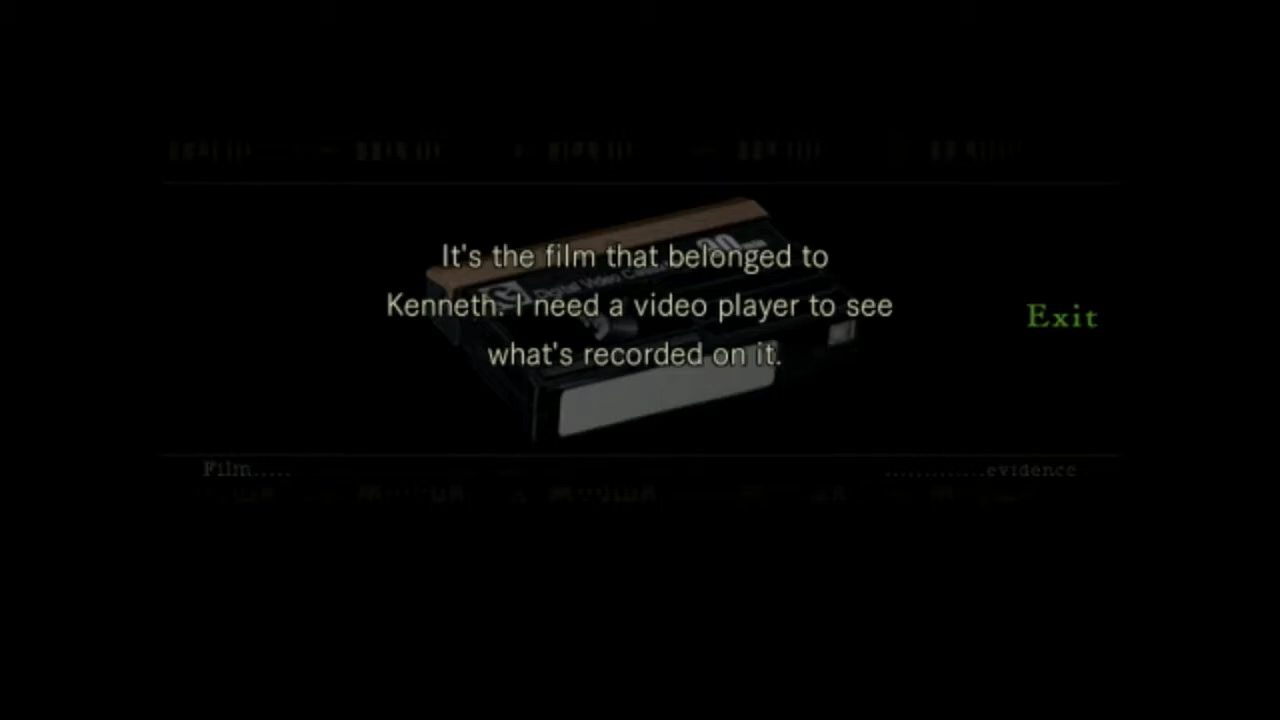 It's the film that belonged to
Kenneth. I need a video player to see
what's recorded on it.
Exit
Film.....
.............evidence